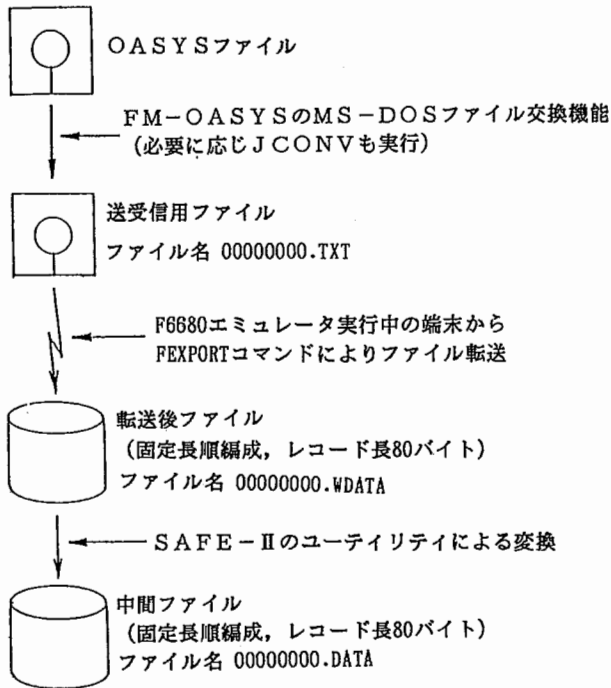 OASYSファイル
FM-OASYSのMS-DOSファイル交換機能
(必要に応じJCONVも実行)
送受信用ファイル
ファイル名 00000000.TXT
F6680エミュレータ実行中の端末から
FEXPORTコマンドによりファイル転送
転送後ファイル
(固定長順編成，レコード長80バイト)
ファイル名 00000000.WDATA
SAFE-Ⅱのユーティリティによる変換
中間ファイル
(固定長順編成，レコード長80バイト)
ファイル名 00000000.DATA